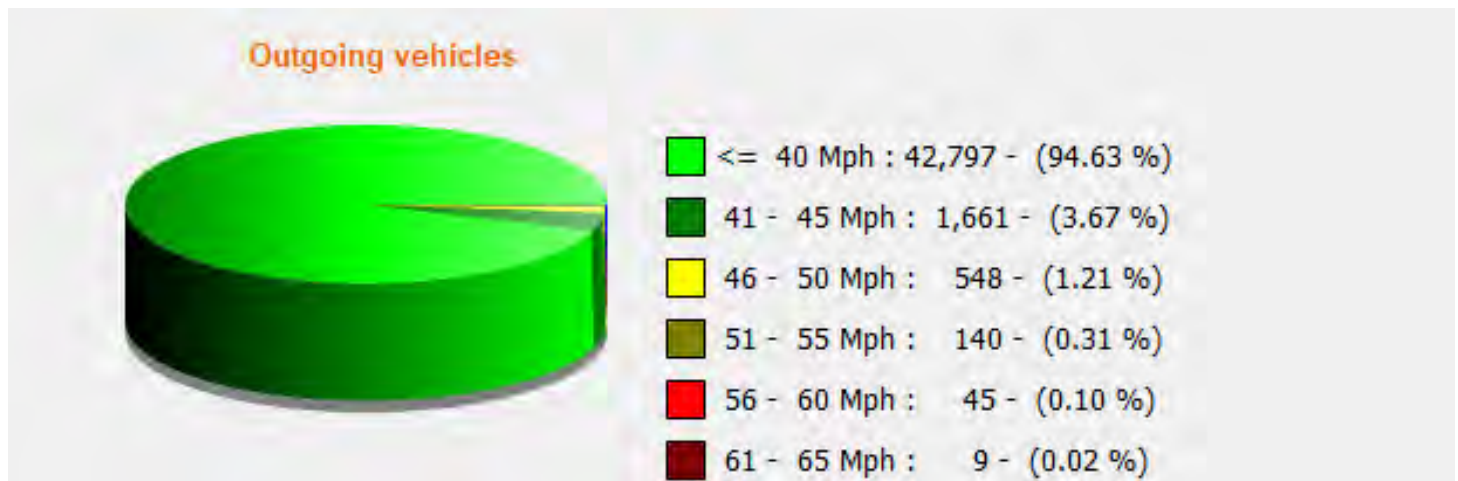 Outgoing vehicles
<= 40 Mph : 42,797 - (94.63 %)
41 - 45 Mph : 1,661 - (3.67 %)
46 - 50 Mph : 548 - (1.21 %)
51 - 55 Mph : 140 - (0.31 %)
56 - 60 Mph : 45 - (0.10 %)
61 - 65 Mph : 9 - (0.02 %)